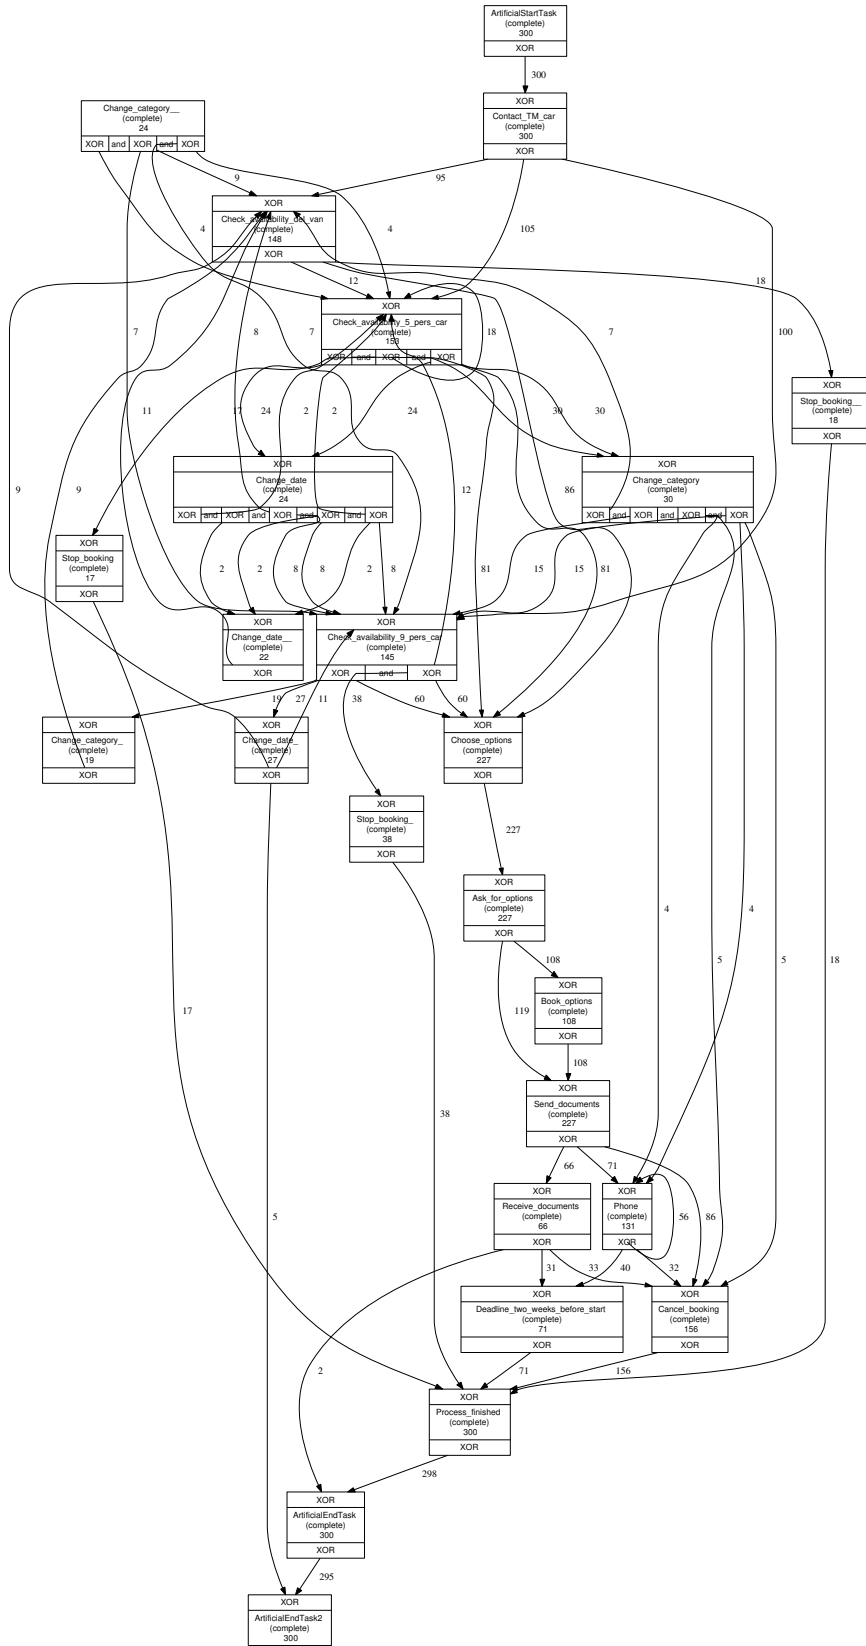 ArtificialStartTask
(complete)
300
XOR
300
XOR
Contact_TM_car
(complete)
300
XOR
Change_category__
(complete)
24
XOR and XOR and XOR
9
95
XOR
Check_availability_del_van
(complete)
148
XOR
4
4
105
12
18
XOR
Check_availability_5_pers_car
(complete)
153
XOR and XOR and XOR
7
8
7
18
7
100
XOR
Stop_booking__
(complete)
18
XOR
11
17
24
2
2
24
30
30
XOR
Change_date
(complete)
24
XOR and XOR and XOR and XOR and XOR
XOR
Change_category
(complete)
30
XOR and XOR and XOR and XOR
9
9
12
86
XOR
Stop_booking
(complete)
17
XOR
2
2
8
8
2
8
81
15
15
81
XOR
Change_date__
(complete)
22
XOR
XOR
Check_availability_9_pers_car
(complete)
145
XOR and XOR
19
27
11
38
60
60
XOR
Change_category_
(complete)
19
XOR
XOR
Change_date_
(complete)
27
XOR
XOR
Choose_options
(complete)
227
XOR
XOR
Stop_booking_
(complete)
38
XOR
227
XOR
Ask_for_options
(complete)
227
XOR
4
4
108
5
5
18
XOR
Book_options
(complete)
108
XOR
17
119
108
XOR
Send_documents
(complete)
227
XOR
38
66
71
XOR
Receive_documents
(complete)
66
XOR
XOR
Phone
(complete)
131
XOR
5
56
86
31
33
40
32
XOR
Deadline_two_weeks_before_start
(complete)
71
XOR
XOR
Cancel_booking
(complete)
156
XOR
2
71
156
XOR
Process_finished
(complete)
300
XOR
298
XOR
ArtificialEndTask
(complete)
300
XOR
295
XOR
ArtificialEndTask2
(complete)
300